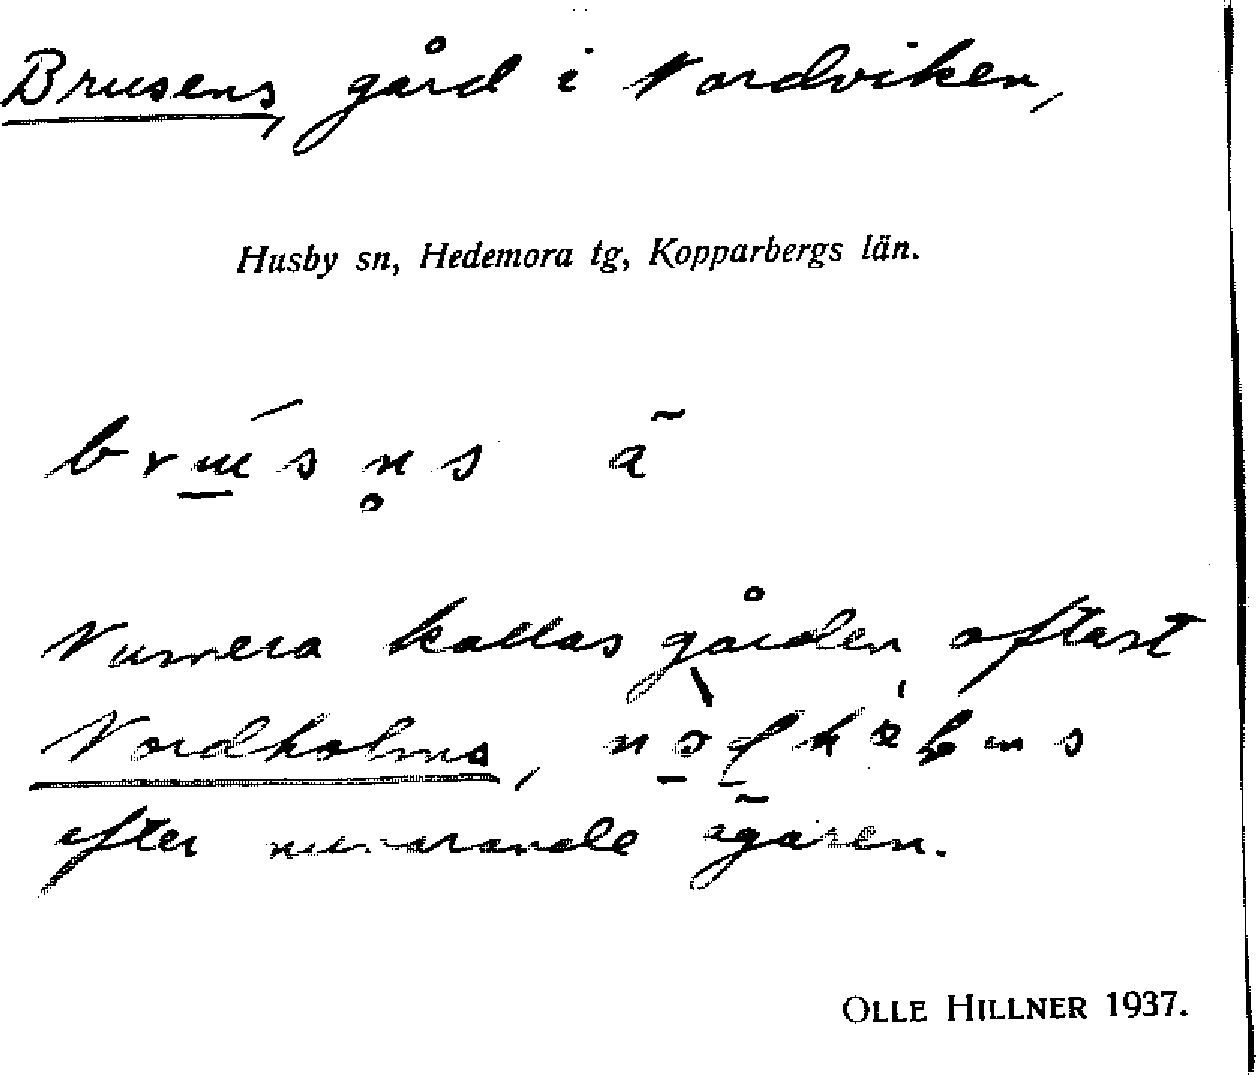 Brusens, gård i Nordviken,
Husby sn, Hedemora tg, Kopparbergs län.
Numera kallas gården oftast
Nordholms,
efter nuvarande ägaren.
OLLE HILLNER 1937.